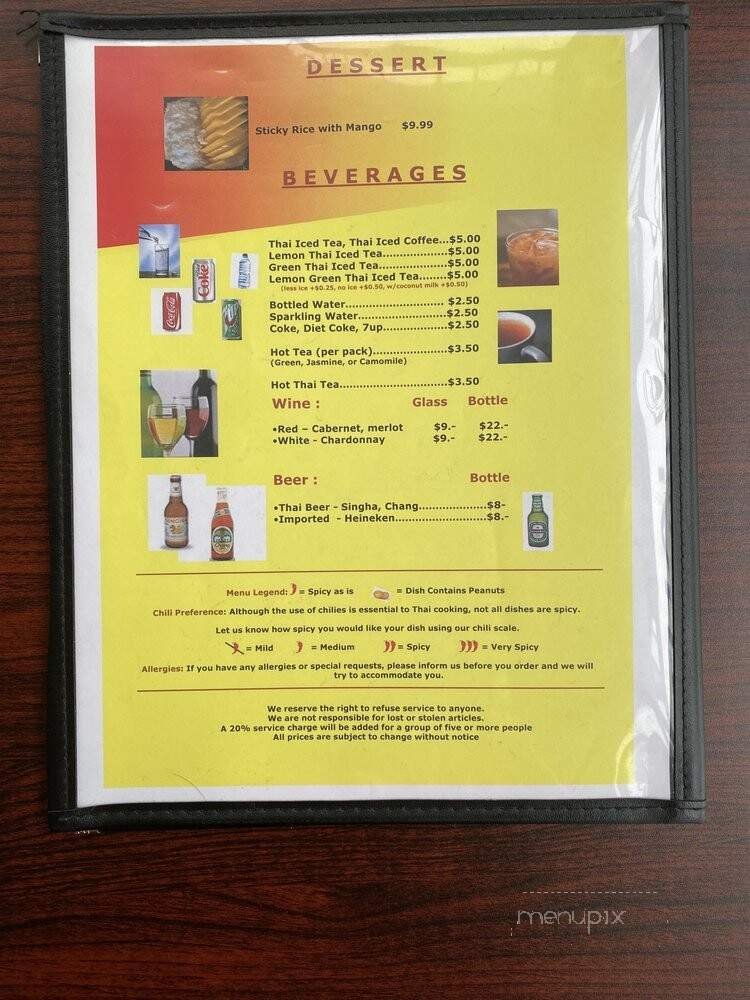 DESSERT
Sticky Rice with Mango $9.99
BEVERAGES
Thai Iced Tea, Thai Iced Coffee...$5.00
Lemon Thai Iced Tea....................$5.00
Green Thai Iced Tea.....................$5.00
Lemon Green Thai Iced Tea........$5.00
(less ice +$0.25, no ice +$0.50, w/coconut milk +$0.50)
Bottled Water.............................. $2.50
Sparkling Water...........................$2.50
Coke, Diet Coke, 7up....................$2.50
Hot Tea (per pack).......................$3.50
(Green, Jasmine, or Camomile)
Hot Thai Tea.................................$3.50
Wine : Glass Bottle
•Red – Cabernet, merlot $9.- $22.-
•White - Chardonnay $9.- $22.-
Beer : Bottle
•Thai Beer - Singha, Chang.....................$8-
•Imported - Heineken............................$8.-
Menu Legend: = Spicy as is = Dish Contains Peanuts
Chili Preference: Although the use of chilies is essential to Thai cooking, not all dishes are spicy.
Let us know how spicy you would like your dish using our chili scale.
= Mild = Medium = Spicy = Very Spicy
Allergies: If you have any allergies or special requests, please inform us before you order and we will
try to accommodate you.
We reserve the right to refuse service to anyone.
We are not responsible for lost or stolen articles.
A 20% service charge will be added for a group of five or more people
All prices are subject to change without notice
Coke
Coca-Cola
menupix